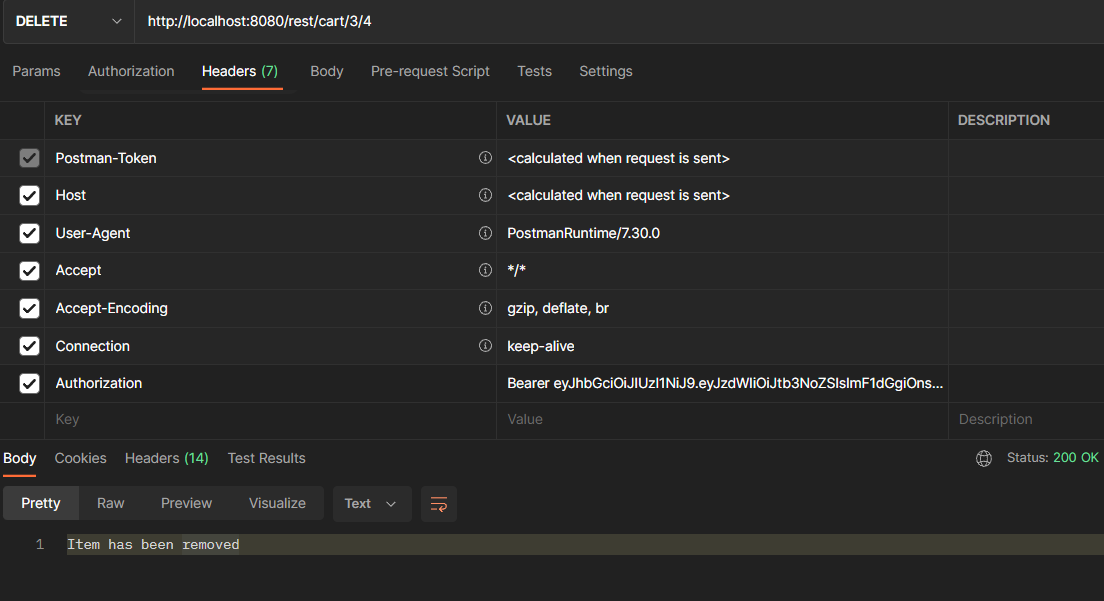 DELETE http://localhost:8080/rest/cart/3/4
Params Authorization Headers (7) Body Pre-request Script Tests Settings
KEY VALUE DESCRIPTION
Postman-Token <calculated when request is sent>
Host <calculated when request is sent>
User-Agent PostmanRuntime/7.30.0
Accept */*
Accept-Encoding gzip, deflate, br
Connection keep-alive
Authorization Bearer eyJhbGciOiJIUzI1NiJ9.eyJzdWIiOiJtb3NoZSIsImF1dGgiOns...
Key Value Description
Body Cookies Headers (14) Test Results Status: 200 OK
Pretty Raw Preview Visualize Text
1 Item has been removed